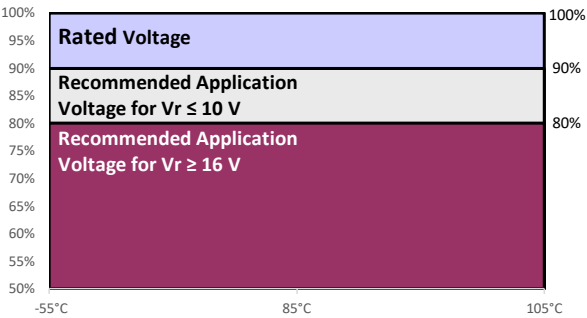 100%
95%
90%
85%
80%
75%
70%
65%
60%
55%
50%
Rated Voltage
Recommended Application
Voltage for Vr ≤ 10 V
Recommended Application
Voltage for Vr ≥ 16 V
100%
90%
80%
-55°C
85°C
105°C